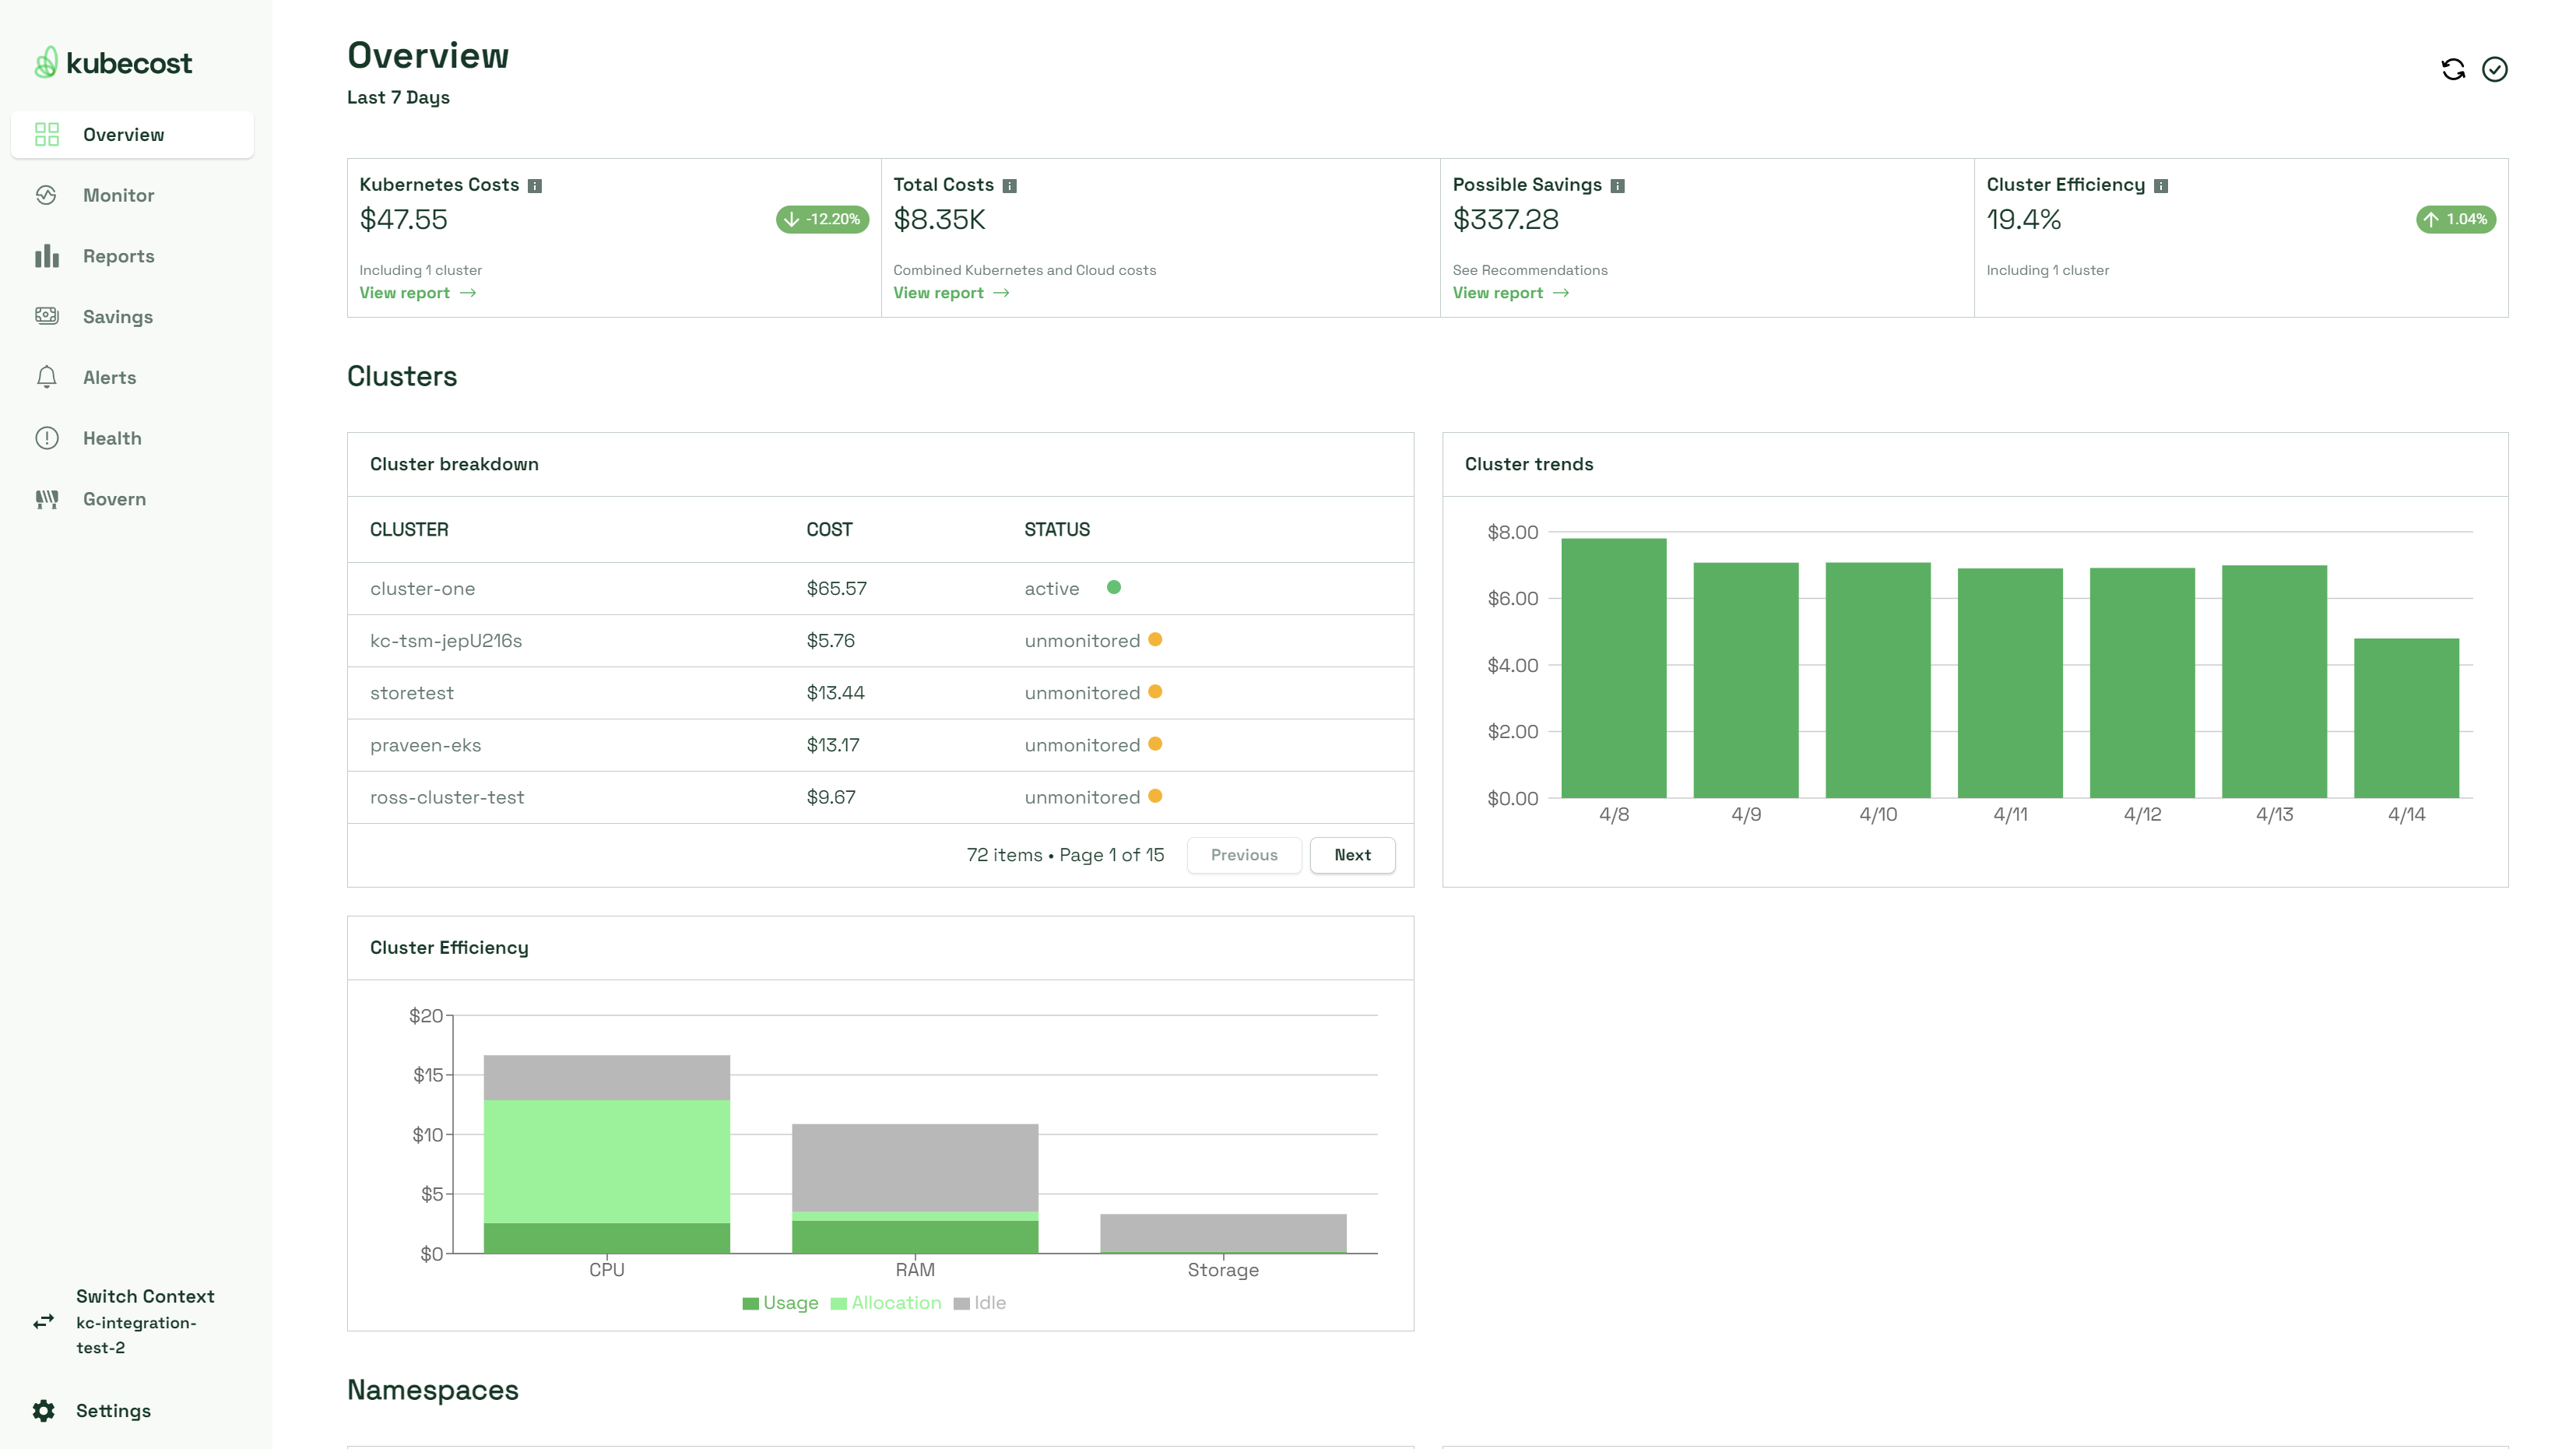 kubecost
Overview
Monitor
Reports
Savings
Alerts
Health
Govern
Switch Context
kc-integration-
test-2
Settings
Overview
Last 7 Days
Kubernetes Costs
$47.55
-12.20%
Including 1 cluster
View report
Total Costs
$8.35K
Combined Kubernetes and Cloud costs
View report
Possible Savings
$337.28
See Recommendations
View report
Cluster Efficiency
19.4%
1.04%
Including 1 cluster
Clusters
Cluster breakdown
CLUSTER COST STATUS
cluster-one $65.57 active
kc-tsm-jepU216s $5.76 unmonitored
storetest $13.44 unmonitored
praveen-eks $13.17 unmonitored
ross-cluster-test $9.67 unmonitored
72 items • Page 1 of 15 Previous Next
Cluster trends
$8.00
$6.00
$4.00
$2.00
$0.00
4/8 4/9 4/10 4/11 4/12 4/13 4/14
Cluster Efficiency
$20
$15
$10
$5
$0
CPU RAM Storage
Usage Allocation Idle
Namespaces